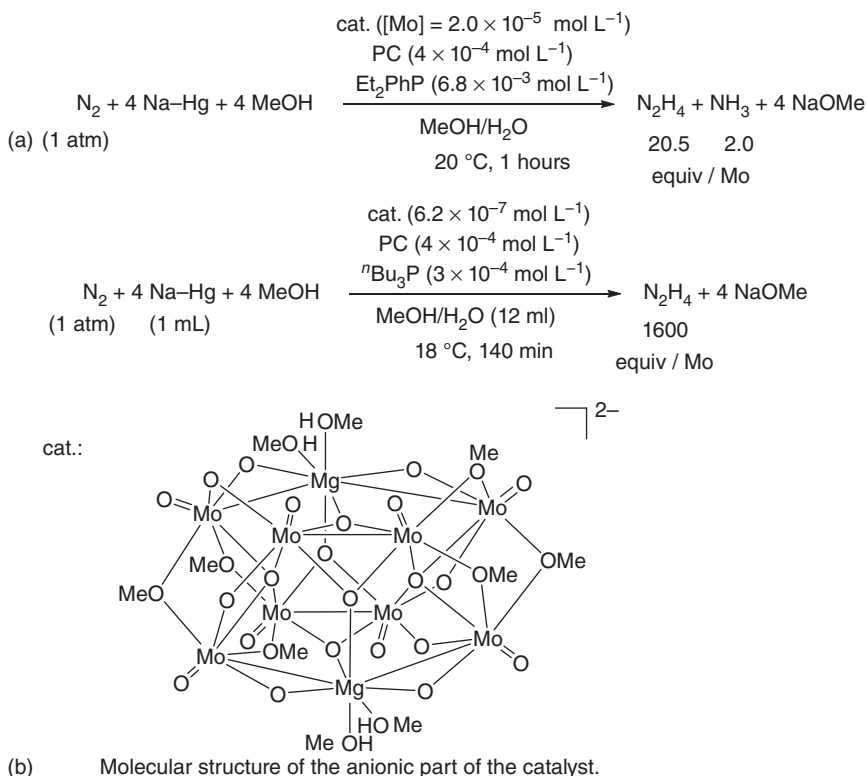 cat. ([Mo] = 2.0 × 10⁻⁵ mol L⁻¹)
PC (4 × 10⁻⁴ mol L⁻¹)
Et₂PhP (6.8 × 10⁻³ mol L⁻¹)
N₂ + 4 Na–Hg + 4 MeOH N₂H₄ + NH₃ + 4 NaOMe
(a) (1 atm) MeOH/H₂O 20.5 2.0
20 °C, 1 hours equiv / Mo
cat. (6.2 × 10⁻⁷ mol L⁻¹)
PC (4 × 10⁻⁴ mol L⁻¹)
ⁿBu₃P (3 × 10⁻⁴ mol L⁻¹)
N₂ + 4 Na–Hg + 4 MeOH N₂H₄ + 4 NaOMe
(1 atm) (1 mL) MeOH/H₂O (12 ml) 1600
18 °C, 140 min equiv / Mo
2–
cat.:
H OMe
MeO H Me
O O O O
O Mg O
O Mo O O O Mo
Mo O Mo
MeO O OMe
MeO O O O O OMe
O O
Mo Mo
Mo O OMe O O O Mo
O O O
O Mg O
HO Me
Me OH
(b) Molecular structure of the anionic part of the catalyst.